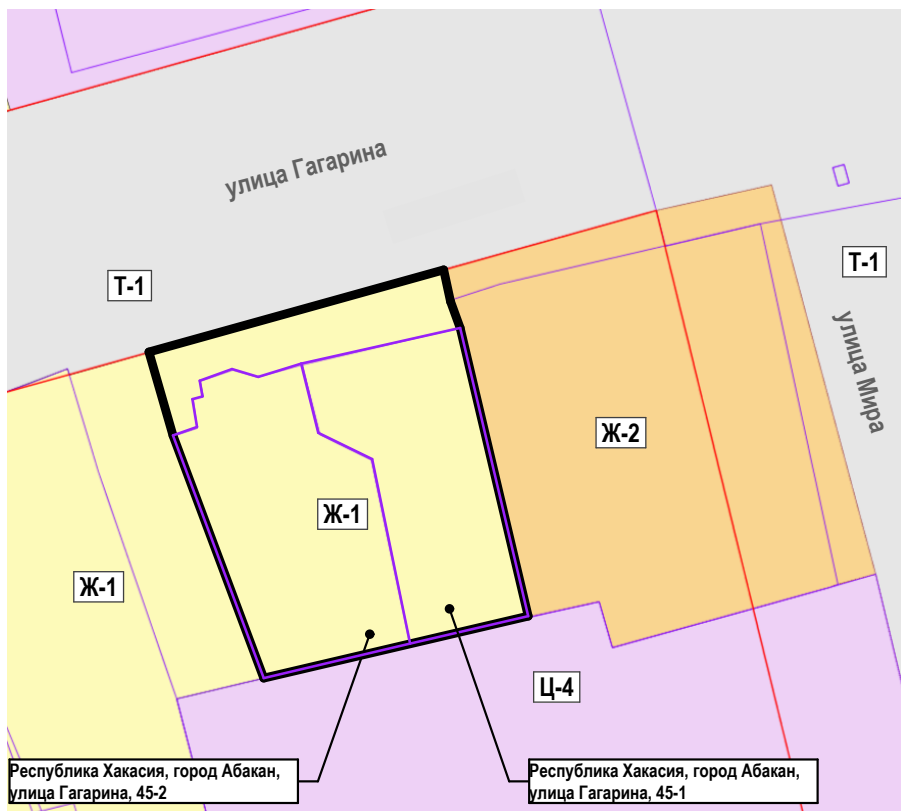 улица Гагарина
Т-1
Т-1
улица Мира
Ж-2
Ж-1
Ж-1
Ц-4
Республика Хакасия, город Абакан,
улица Гагарина, 45-2
Республика Хакасия, город Абакан,
улица Гагарина, 45-1